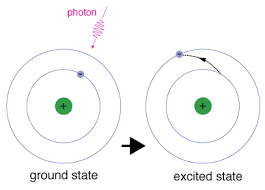 photon
+
+
ground state
excited state